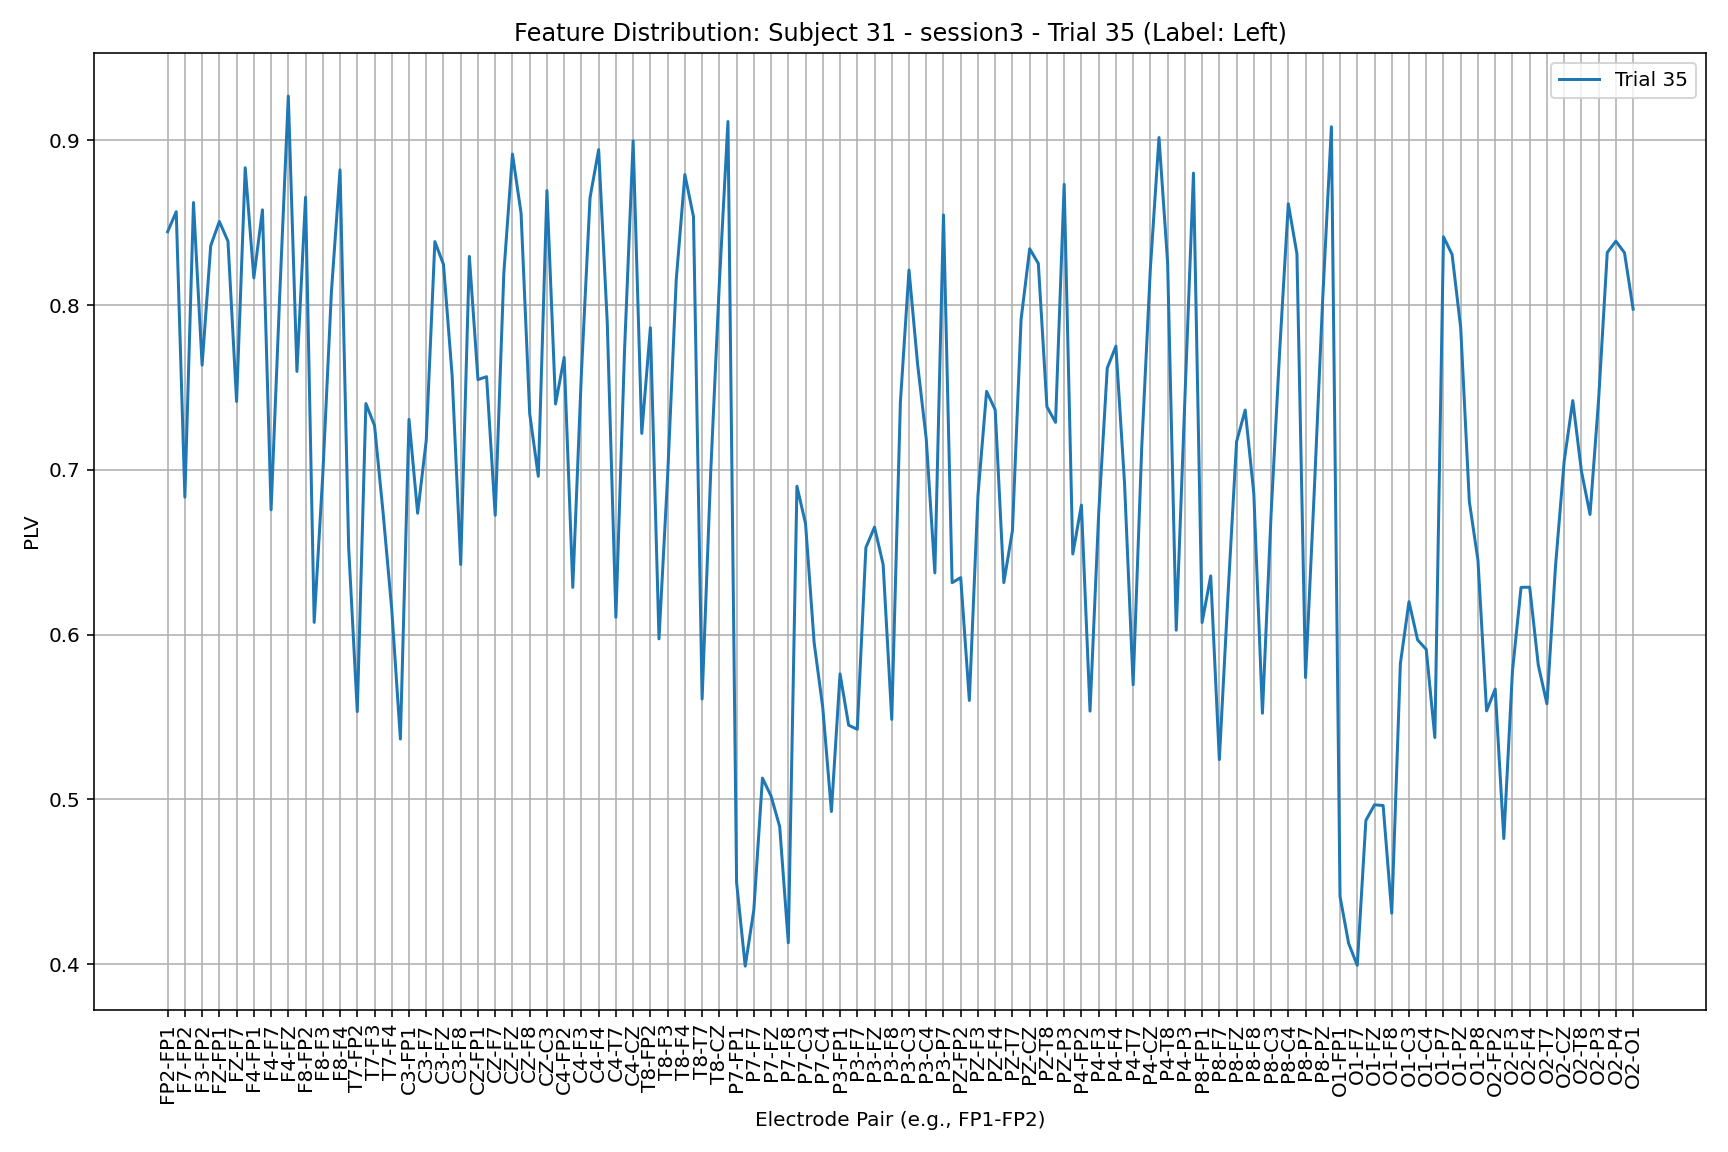 Feature Distribution: Subject 31 - session3 - Trial 35 (Label: Left)
Trial 35
PLV
0.9
0.8
0.7
0.6
0.5
0.4
FP2-FP1
F7-FP2
F3-FP2
FZ-FP1
FZ-F7
F4-FP1
F4-F7
F4-FZ
F8-FP2
F8-F3
F8-F4
T7-FP2
T7-F3
T7-F4
C3-FP1
C3-F7
C3-FZ
C3-F8
CZ-FP1
CZ-F7
CZ-FZ
CZ-F8
CZ-C3
C4-FP2
C4-F3
C4-F4
C4-T7
C4-CZ
T8-FP2
T8-F3
T8-F4
T8-T7
T8-CZ
P7-FP1
P7-F7
P7-FZ
P7-F8
P7-C3
P7-C4
P3-FP1
P3-F7
P3-FZ
P3-F8
P3-C3
P3-C4
P3-P7
PZ-FP2
PZ-F3
PZ-F4
PZ-T7
PZ-CZ
PZ-T8
PZ-P3
P4-FP2
P4-F3
P4-F4
P4-T7
P4-CZ
P4-T8
P4-P3
P8-FP1
P8-F7
P8-FZ
P8-F8
P8-C3
P8-C4
P8-P7
P8-PZ
O1-FP1
O1-F7
O1-FZ
O1-F8
O1-C3
O1-C4
O1-P7
O1-PZ
O1-P8
O2-FP2
O2-F3
O2-F4
O2-T7
O2-CZ
O2-T8
O2-P3
O2-P4
O2-O1
Electrode Pair (e.g., FP1-FP2)